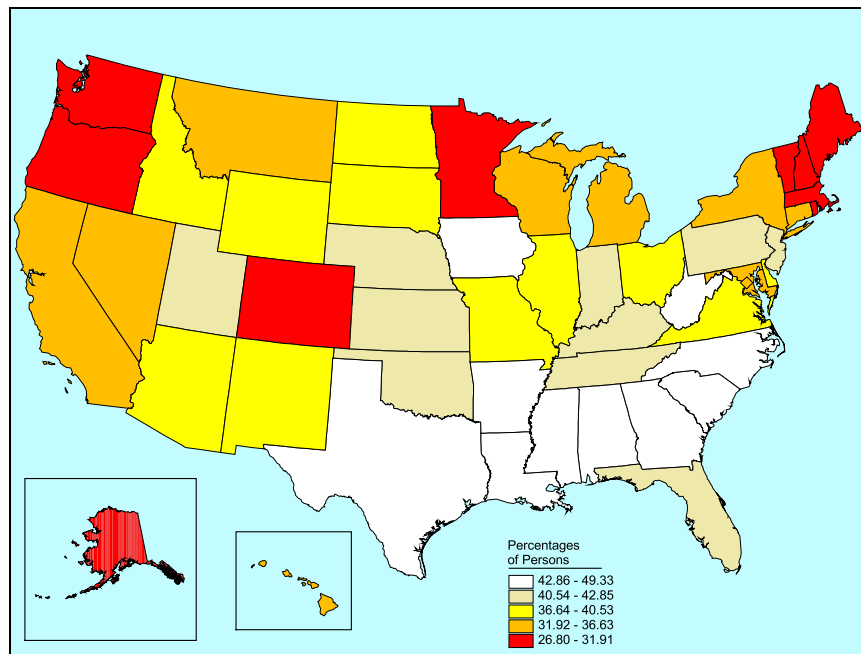 Percentages
of Persons
42.86 - 49.33
40.54 - 42.85
36.64 - 40.53
31.92 - 36.63
26.80 - 31.91